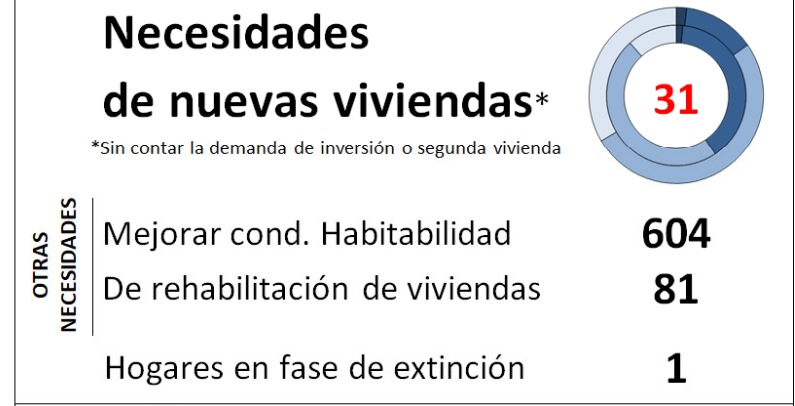 Necesidades
de nuevas viviendas*
31
*Sin contar la demanda de inversión o segunda vivienda
OTRAS
NECESIDADES
Mejorar cond. Habitabilidad 604
De rehabilitación de viviendas 81
Hogares en fase de extinción 1